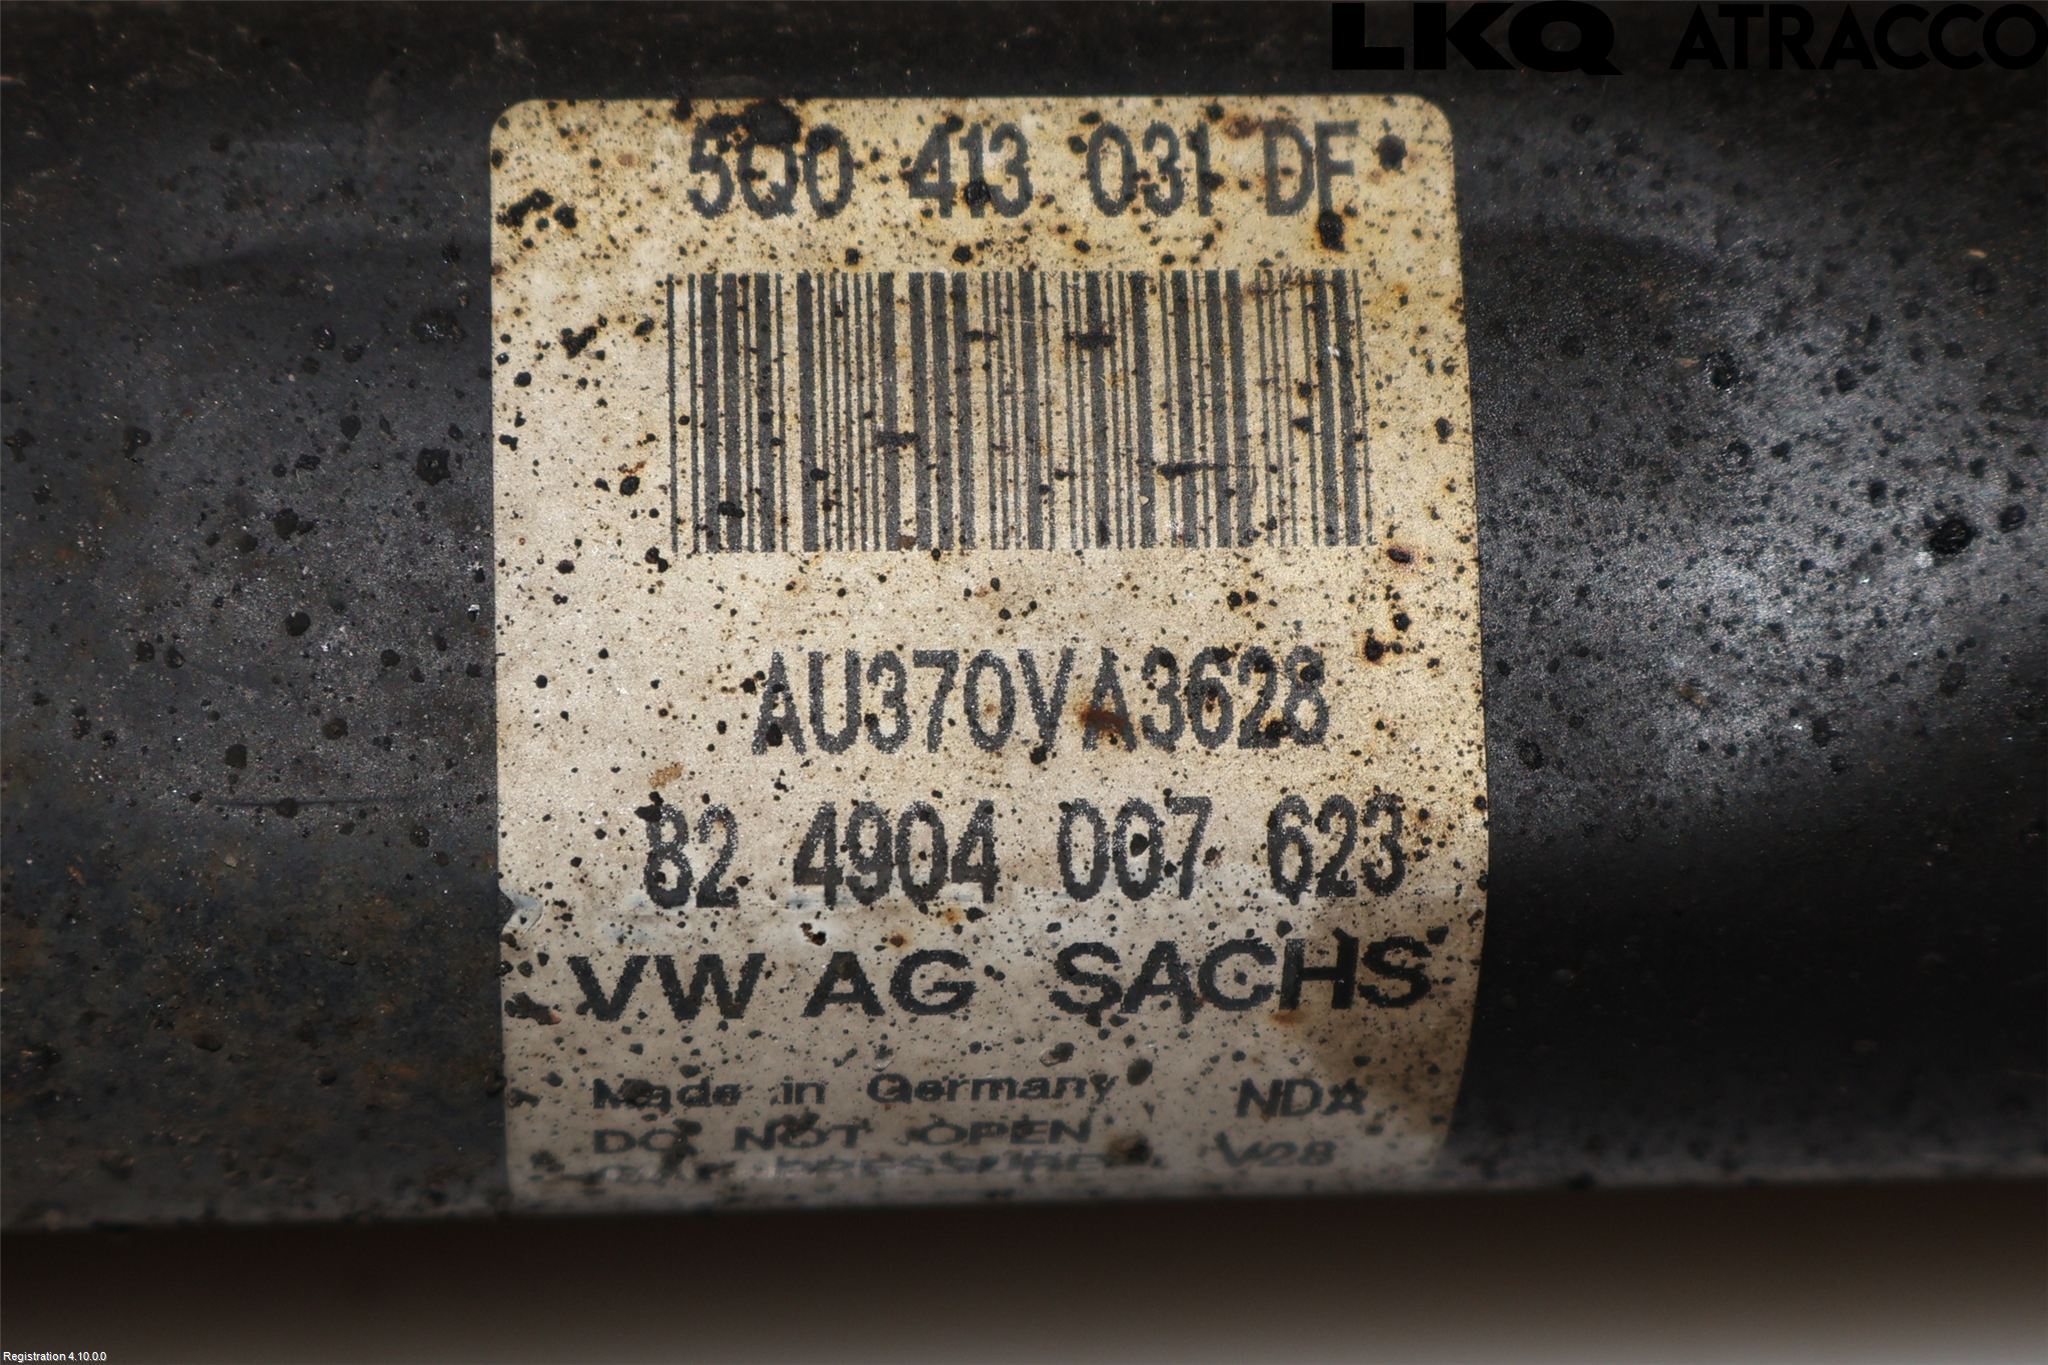 LKQ ATRACCO
5Q0 413 031 DF
AU370VA3628
82 4904 007 623
VW AG SACHS
Made in Germany NDA
DO NOT OPEN V28
PRESSURE
Registration 4.10.0.0